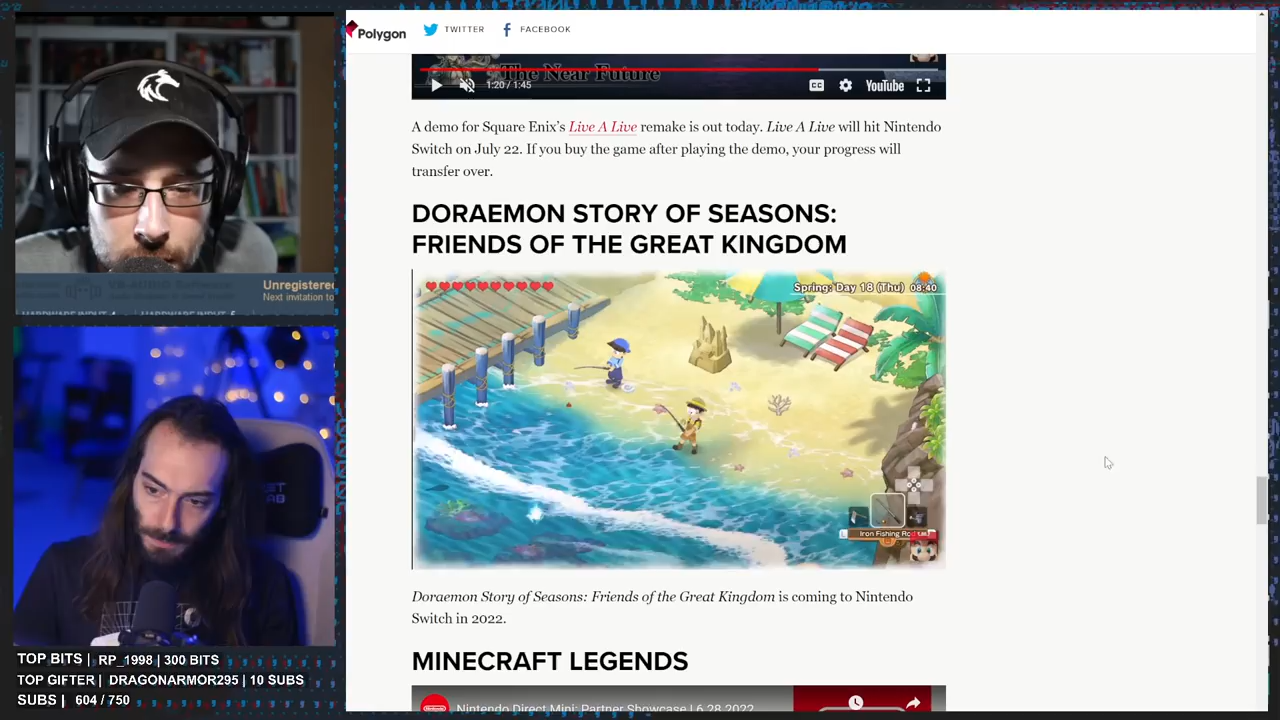 Polygon
TWITTER
FACEBOOK
The Near Future
1:20 / 1:45
CC
YouTube
A demo for Square Enix's Live A Live remake is out today. Live A Live will hit Nintendo
Switch on July 22. If you buy the game after playing the demo, your progress will
transfer over.
DORAEMON STORY OF SEASONS:
FRIENDS OF THE GREAT KINGDOM
Spring: Day 18 (Thu) 08:40
Iron Fishing Rod
Doraemon Story of Seasons: Friends of the Great Kingdom is coming to Nintendo
Switch in 2022.
MINECRAFT LEGENDS
Nintendo Direct Mini: Partner Showcase | 6.28.2022
Unregistered
Next invitation to
TOP BITS | RP_1998 | 300 BITS
TOP GIFTER | DRAGONARMOR295 | 10 SUBS
SUBS | 604 / 750